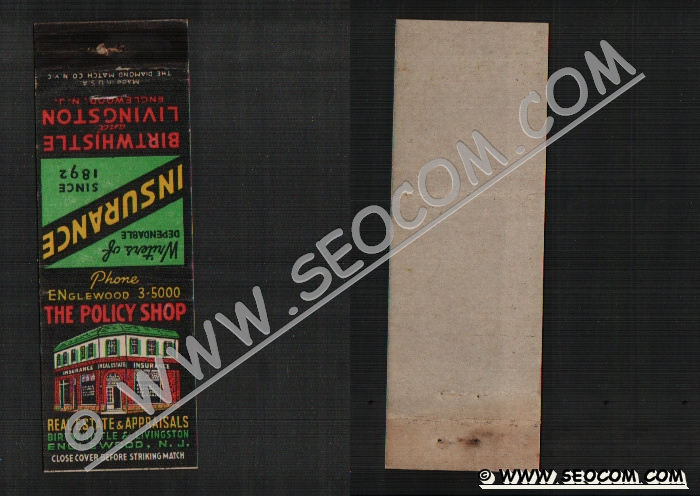 MADE IN U.S.A.
THE DIAMOND MATCH CO. N.Y.C.
BIRTWHISTLE
and
LIVINGSTON
ENGLEWOOD, N.J.
Writers of
DEPENDABLE
INSURANCE
SINCE
1892
Phone
ENGLEWOOD 3-5000
THE POLICY SHOP
INSURANCE REAL ESTATE INSURANCE
REAL ESTATE & APPRAISALS
BIRTWHISTLE & LIVINGSTON
ENGLEWOOD, N.J.
CLOSE COVER BEFORE STRIKING MATCH
© WWW.SEOCOM.COM
© WWW.SEOCOM.COM